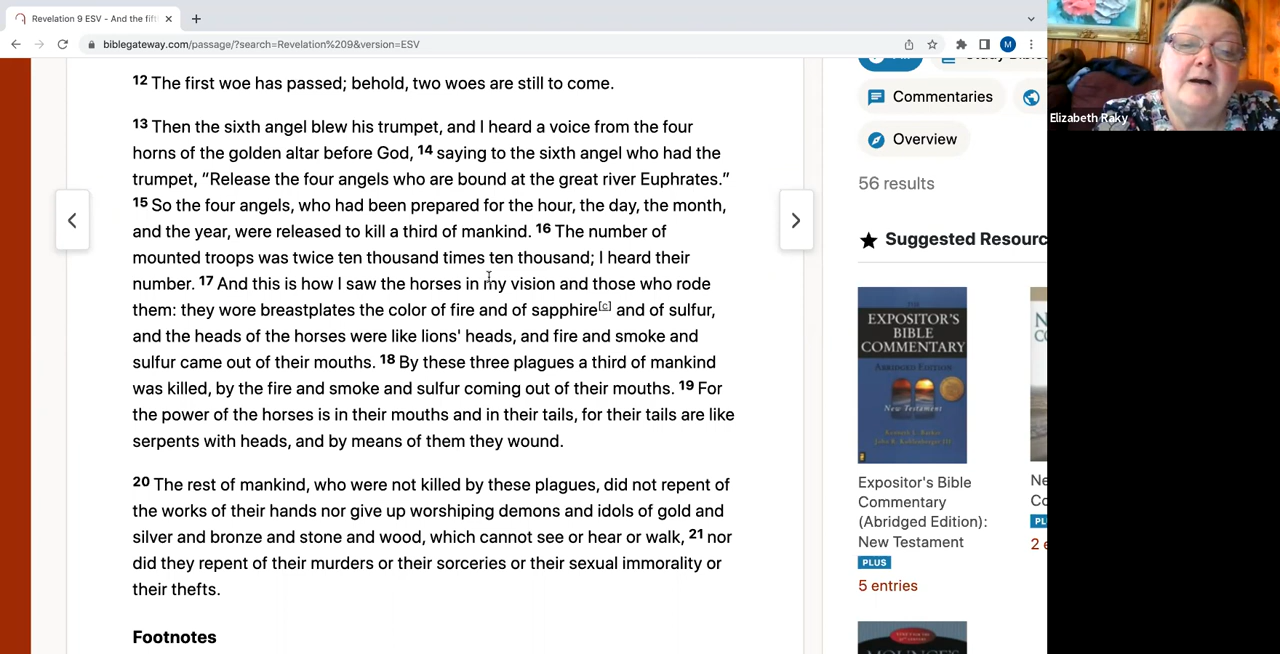 Revelation 9 ESV - And the fift
biblegateway.com/passage/?search=Revelation%209&version=ESV
M
Elizabeth Raky
12 The first woe has passed; behold, two woes are still to come.
13 Then the sixth angel blew his trumpet, and I heard a voice from the four
horns of the golden altar before God, 14 saying to the sixth angel who had the
trumpet, “Release the four angels who are bound at the great river Euphrates.”
15 So the four angels, who had been prepared for the hour, the day, the month,
and the year, were released to kill a third of mankind. 16 The number of
mounted troops was twice ten thousand times ten thousand; I heard their
number. 17 And this is how I saw the horses in my vision and those who rode
them: they wore breastplates the color of fire and of sapphire[c] and of sulfur,
and the heads of the horses were like lions' heads, and fire and smoke and
sulfur came out of their mouths. 18 By these three plagues a third of mankind
was killed, by the fire and smoke and sulfur coming out of their mouths. 19 For
the power of the horses is in their mouths and in their tails, for their tails are like
serpents with heads, and by means of them they wound.
20 The rest of mankind, who were not killed by these plagues, did not repent of
the works of their hands nor give up worshiping demons and idols of gold and
silver and bronze and stone and wood, which cannot see or hear or walk, 21 nor
did they repent of their murders or their sorceries or their sexual immorality or
their thefts.
Footnotes
Commentaries
Overview
56 results
Suggested Resourc
THE
EXPOSITOR'S
BIBLE
COMMENTARY
ABRIDGED EDITION
New Testament
Kenneth L. Barker
John R. Kohlenberger III
Expositor's Bible
Commentary
(Abridged Edition):
New Testament
PLUS
5 entries
Ne
Co
PL
2 e
MOUNCE'S